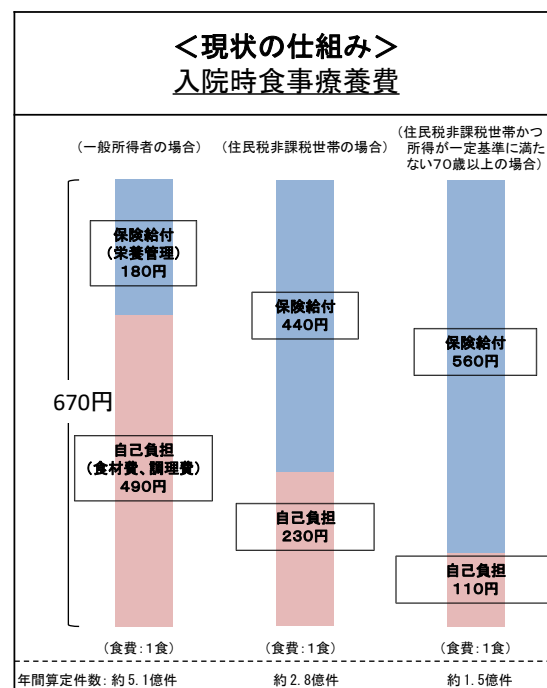 ＜現状の仕組み＞
入院時食事療養費
（一般所得者の場合）
（住民税非課税世帯の場合）
（住民税非課税世帯かつ
所得が一定基準に満た
ない70歳以上の場合）
670円
保険給付
（栄養管理）
180円
自己負担
（食材費、調理費）
490円
保険給付
440円
自己負担
230円
保険給付
560円
自己負担
110円
（食費：1食）
（食費：1食）
（食費：1食）
年間算定件数：約5.1億件
約2.8億件
約1.5億件